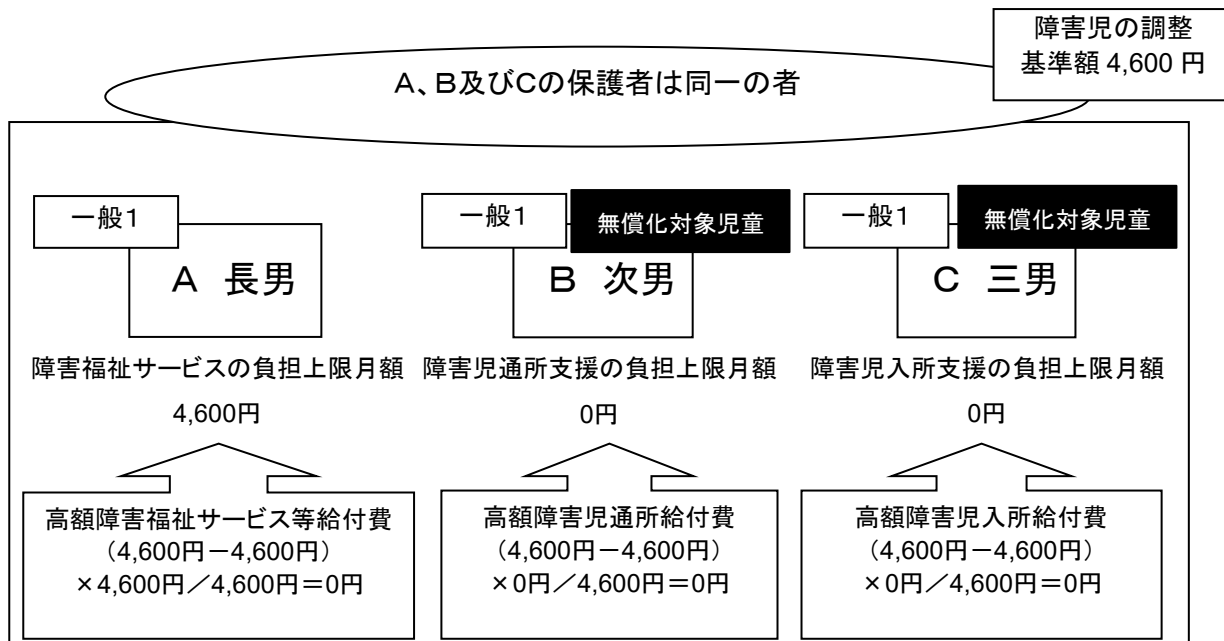 障害児の調整
基準額 4,600 円
A、B及びCの保護者は同一の者
一般1
A 長男
障害福祉サービスの負担上限月額
4,600円
高額障害福祉サービス等給付費
(4,600円-4,600円)
×4,600円/4,600円=0円
一般1
無償化対象児童
B 次男
障害児通所支援の負担上限月額
0円
高額障害児通所給付費
(4,600円-4,600円)
×0円/4,600円=0円
一般1
無償化対象児童
C 三男
障害児入所支援の負担上限月額
0円
高額障害児入所給付費
(4,600円-4,600円)
×0円/4,600円=0円